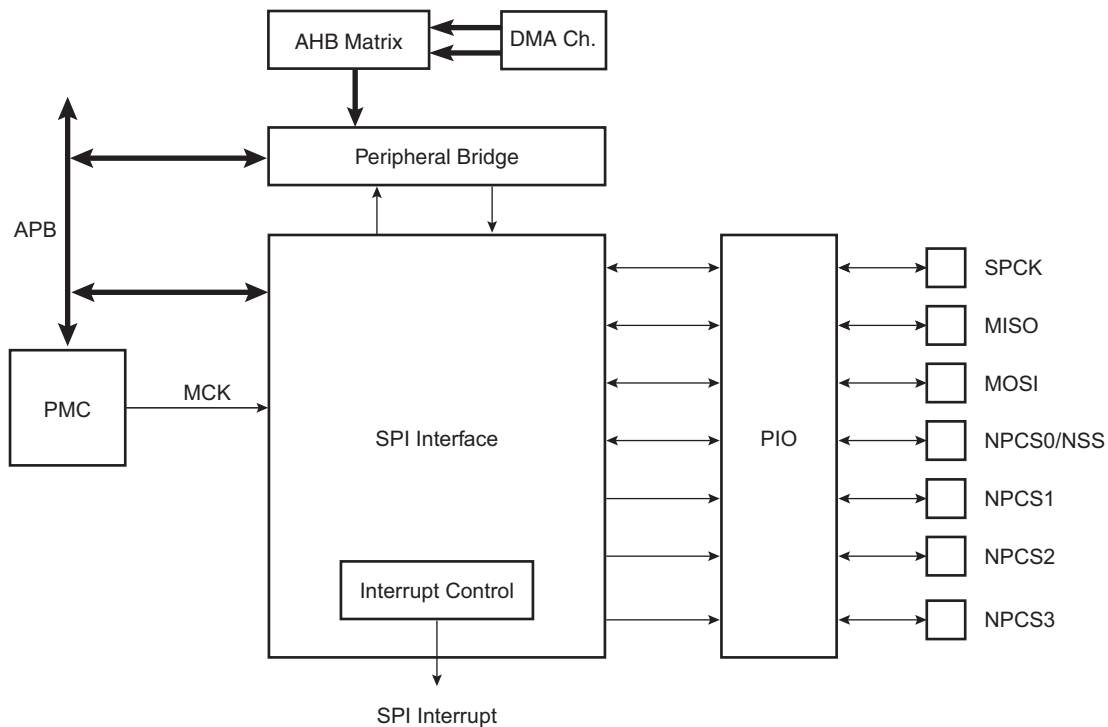 AHB Matrix
DMA Ch.
Peripheral Bridge
APB
SPCK
MISO
PMC
MCK
MOSI
SPI Interface
PIO
NPCS0/NSS
NPCS1
NPCS2
Interrupt Control
NPCS3
SPI Interrupt